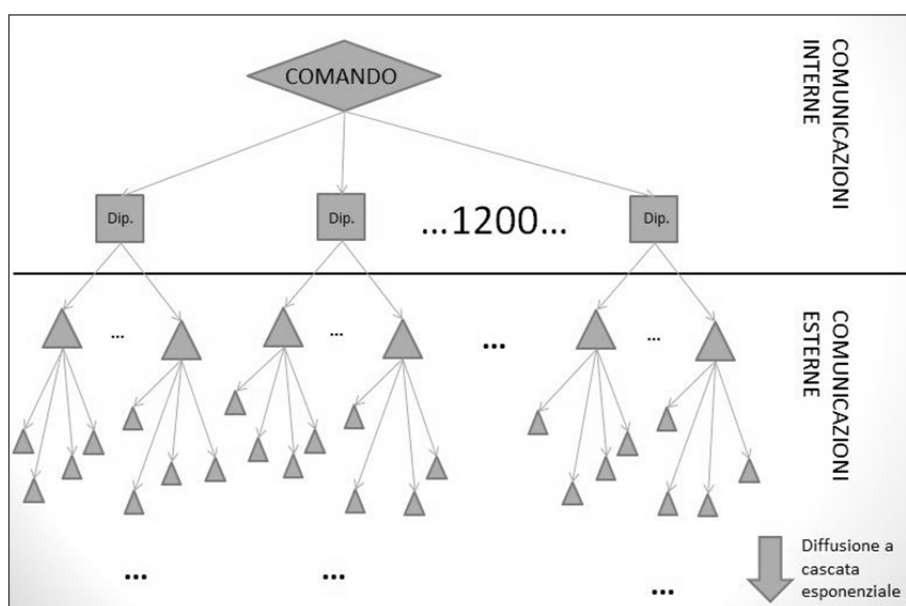 COMANDO
COMUNICAZIONI
INTERNE
Dip.
Dip.
...1200...
Dip.
COMUNICAZIONI
ESTERNE
...
...
...
...
...
...
...
Diffusione a
cascata
esponenziale